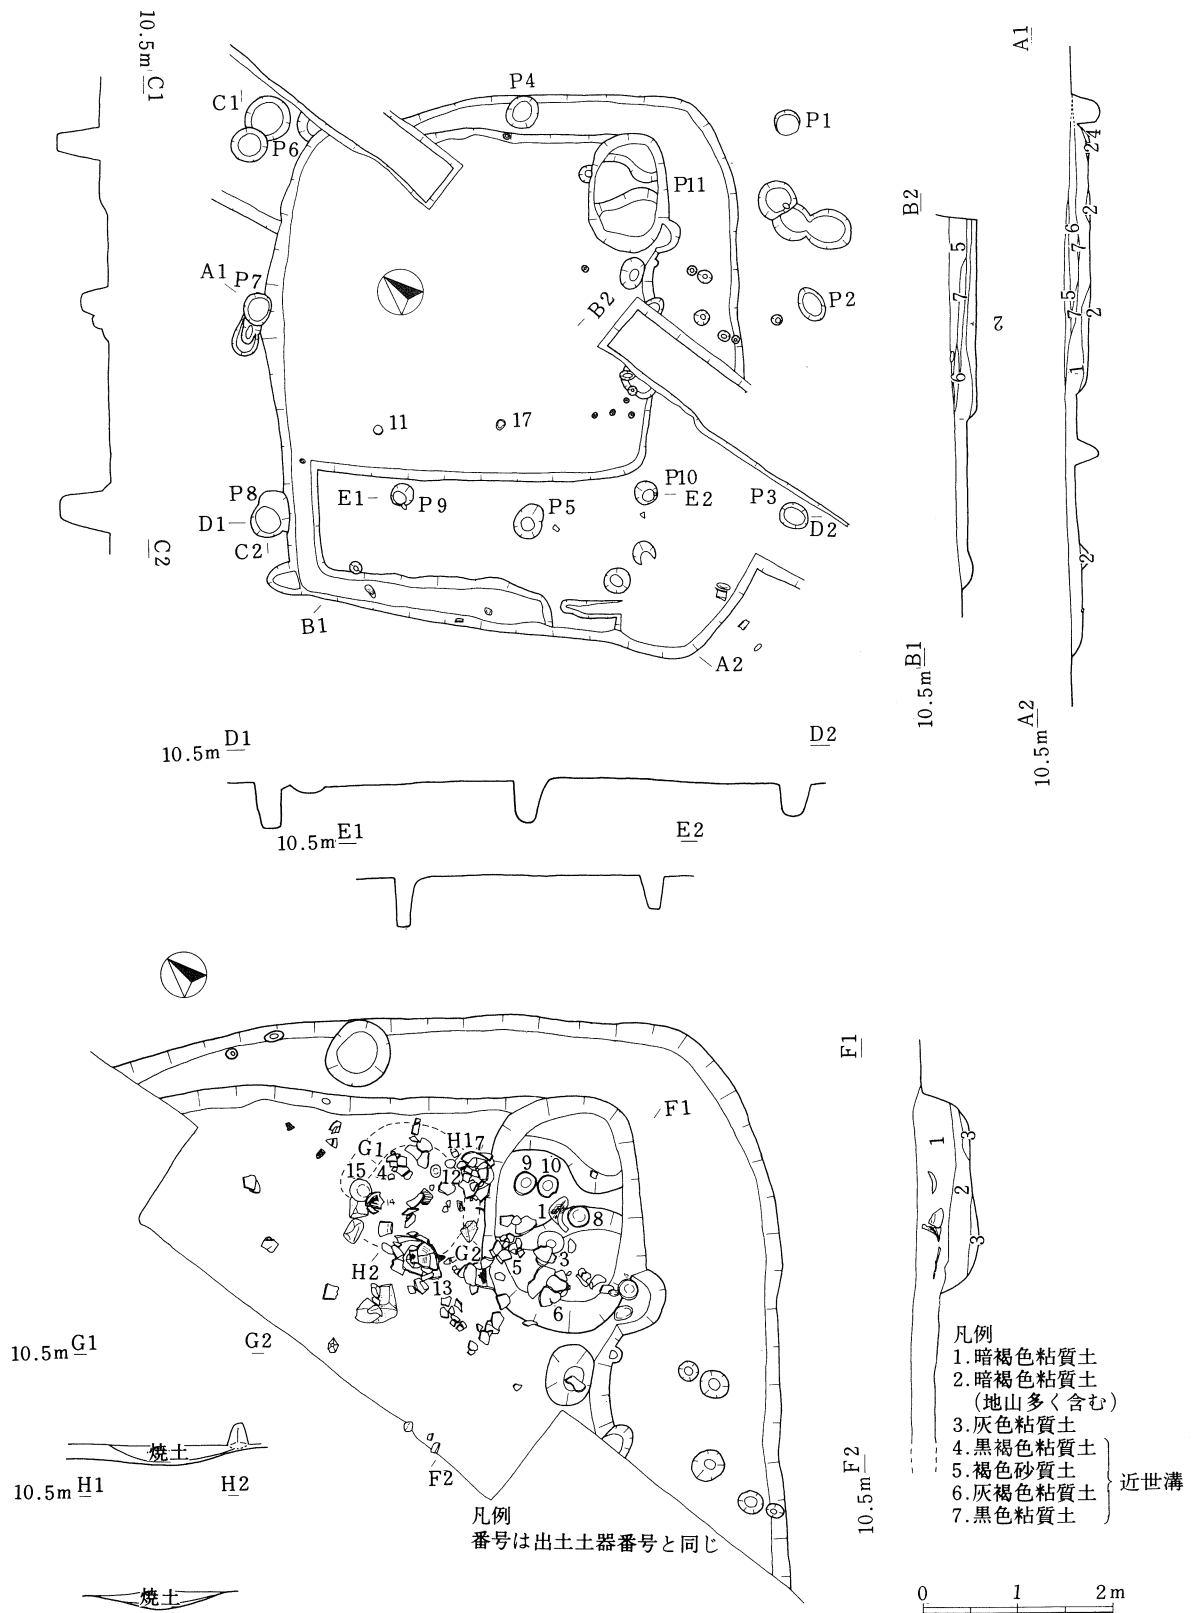 10.5m C1
C1
P6
P4
P1
P11
A1
P7
B2
P2
11
17
P8
D1
C2
E1
P9
P5
P10
E2
P3
D2
B1
A2
C2
B2
5
7
2
6
10.5m B1
A1
4
2
2
6
7
5
7
2
1
2
10.5m A2
10.5m D1
D2
10.5m E1
E2
F1
G1
H1
7
15
4
12
14
9
10
1
8
G2
5
3
H2
13
6
F2
凡例
番号は出土土器番号と同じ
10.5m G1
G2
焼土
10.5m H1
H2
焼土
F1
1
3
2
3
10.5m F2
凡例
1.暗褐色粘質土
2.暗褐色粘質土
(地山多く含む)
3.灰色粘質土
4.黒褐色粘質土
5.褐色砂質土
6.灰褐色粘質土
7.黒色粘質土
近世溝
0 1 2m